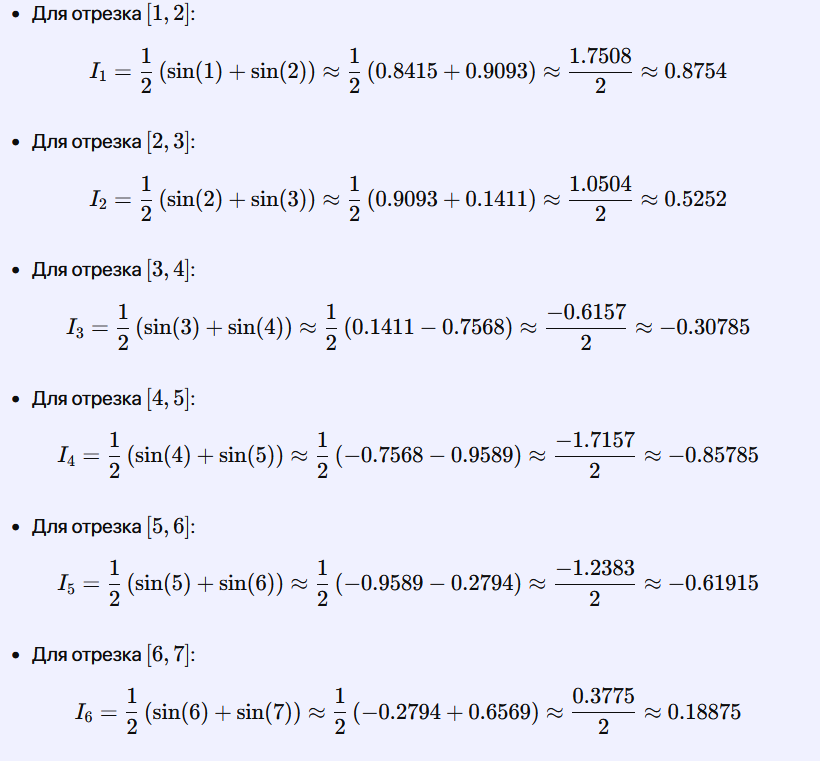 • Для отрезка [1, 2]:
I₁ = 1/2 (sin(1) + sin(2)) ≈ 1/2 (0.8415 + 0.9093) ≈ 1.7508/2 ≈ 0.8754
• Для отрезка [2, 3]:
I₂ = 1/2 (sin(2) + sin(3)) ≈ 1/2 (0.9093 + 0.1411) ≈ 1.0504/2 ≈ 0.5252
• Для отрезка [3, 4]:
I₃ = 1/2 (sin(3) + sin(4)) ≈ 1/2 (0.1411 − 0.7568) ≈ −0.6157/2 ≈ −0.30785
• Для отрезка [4, 5]:
I₄ = 1/2 (sin(4) + sin(5)) ≈ 1/2 (−0.7568 − 0.9589) ≈ −1.7157/2 ≈ −0.85785
• Для отрезка [5, 6]:
I₅ = 1/2 (sin(5) + sin(6)) ≈ 1/2 (−0.9589 − 0.2794) ≈ −1.2383/2 ≈ −0.61915
• Для отрезка [6, 7]:
I₆ = 1/2 (sin(6) + sin(7)) ≈ 1/2 (−0.2794 + 0.6569) ≈ 0.3775/2 ≈ 0.18875